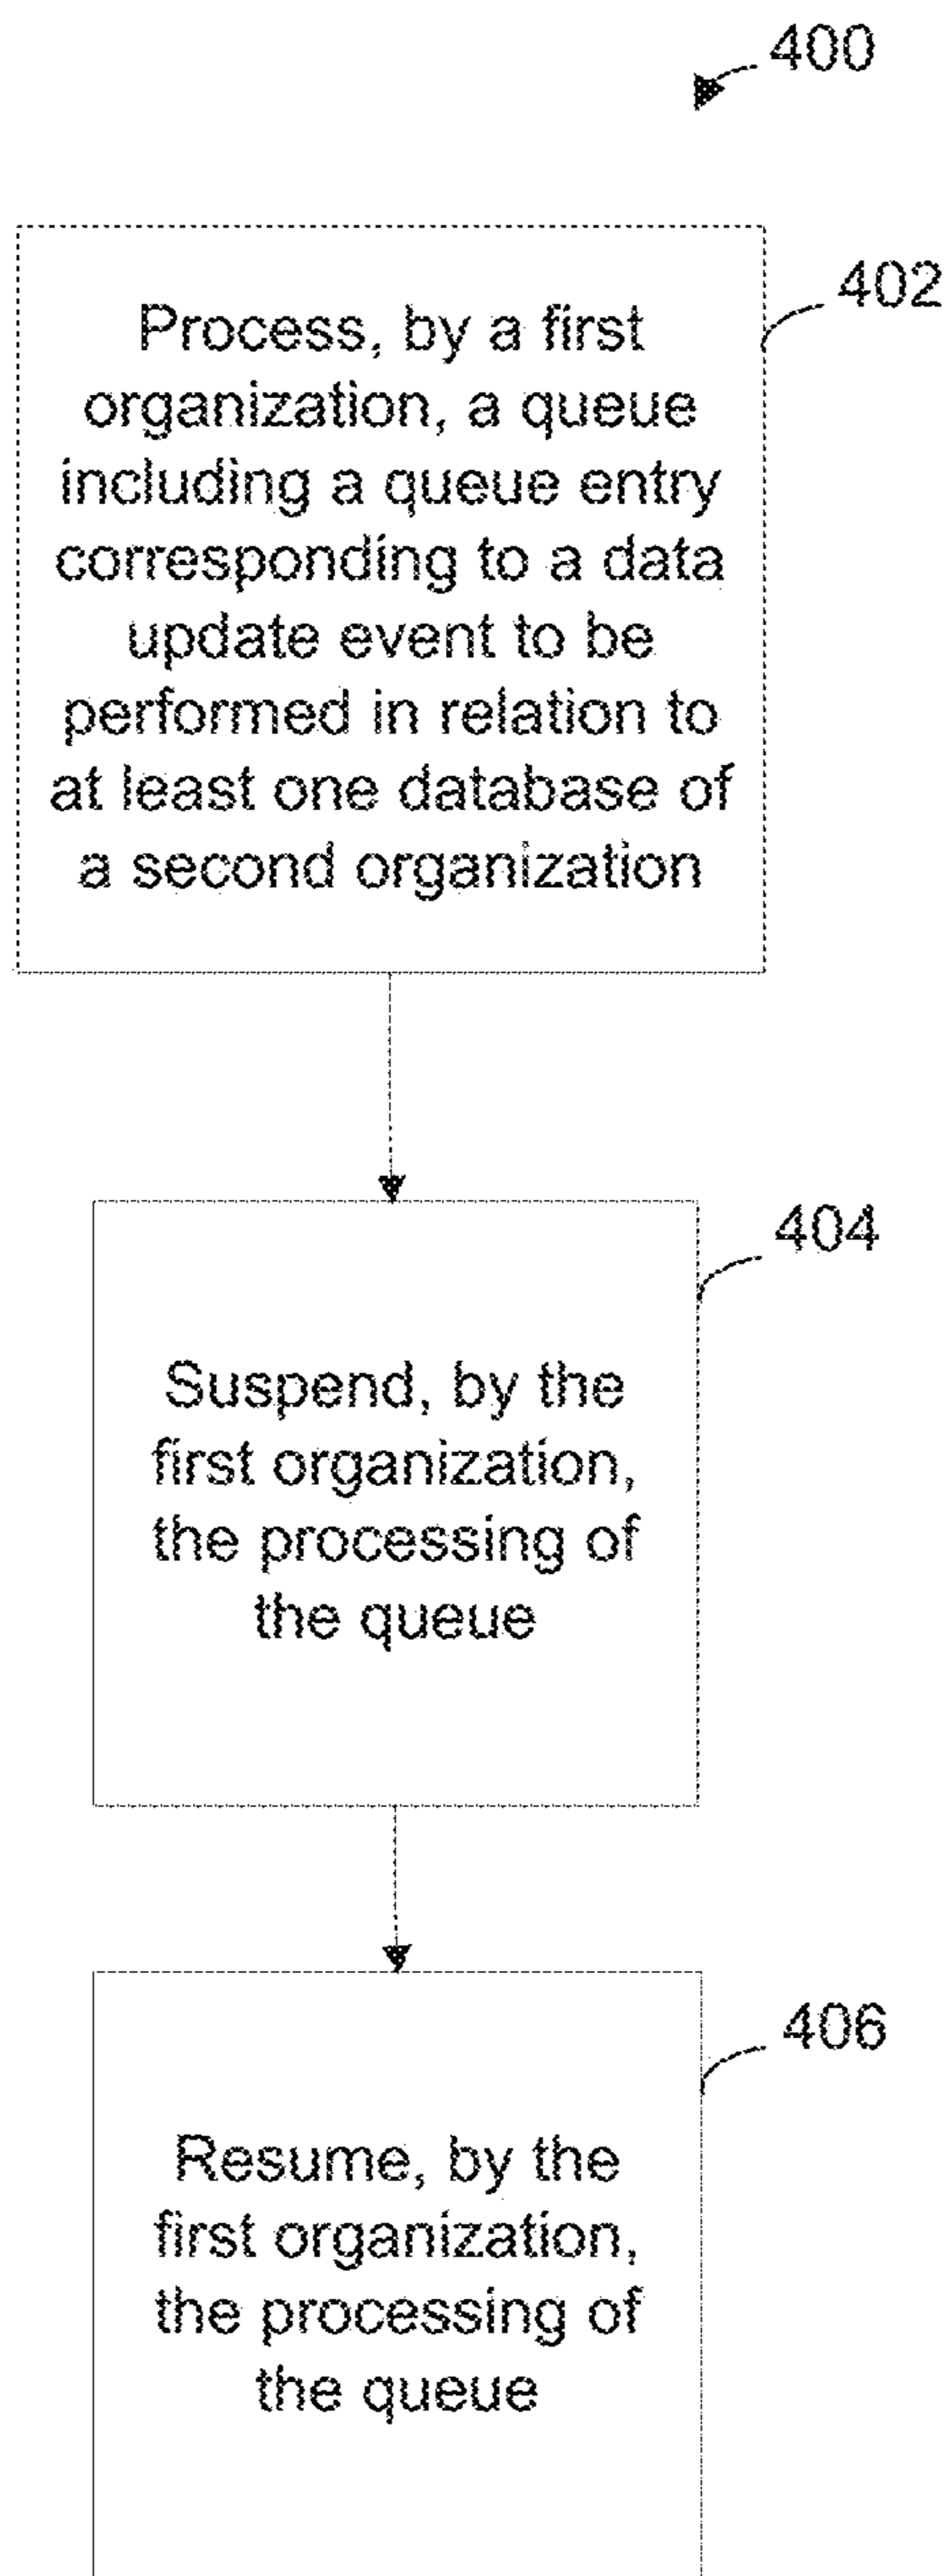 400
402
Process, by a first
organization, a queue
including a queue entry
corresponding to a data
update event to be
performed in relation to
at least one database of
a second organization
404
Suspend, by the
first organization,
the processing of
the queue
406
Resume, by the
first organization,
the processing of
the queue